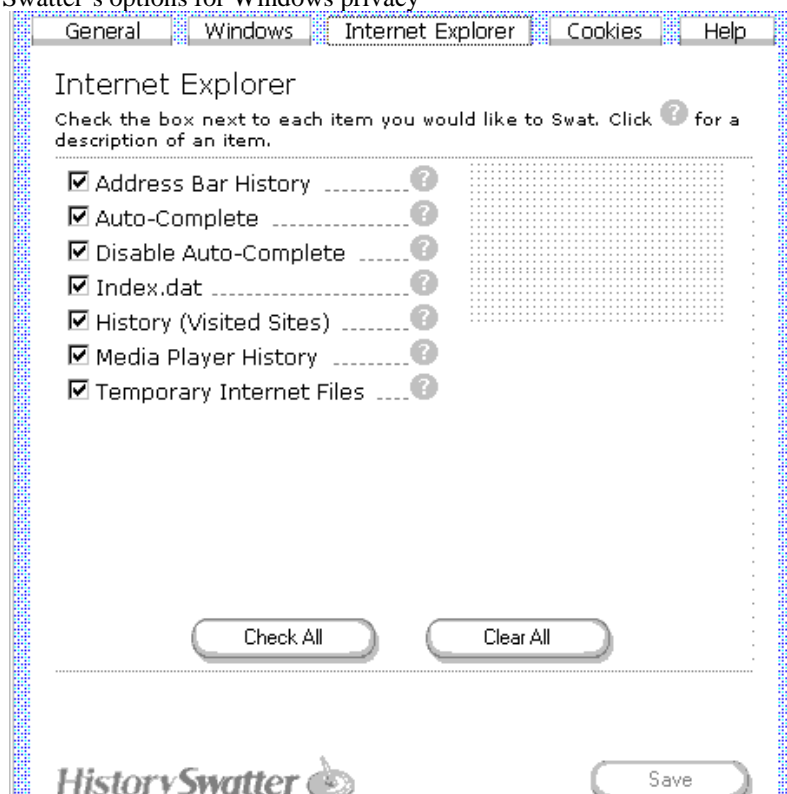 Swatter's options for Windows privacy
General Windows Internet Explorer Cookies Help
Internet Explorer
Check the box next to each item you would like to Swat. Click ? for a
description of an item.
Address Bar History ?
Auto-Complete ?
Disable Auto-Complete ?
Index.dat ?
History (Visited Sites) ?
Media Player History ?
Temporary Internet Files ?
Check All Clear All
HistorySwatter Save